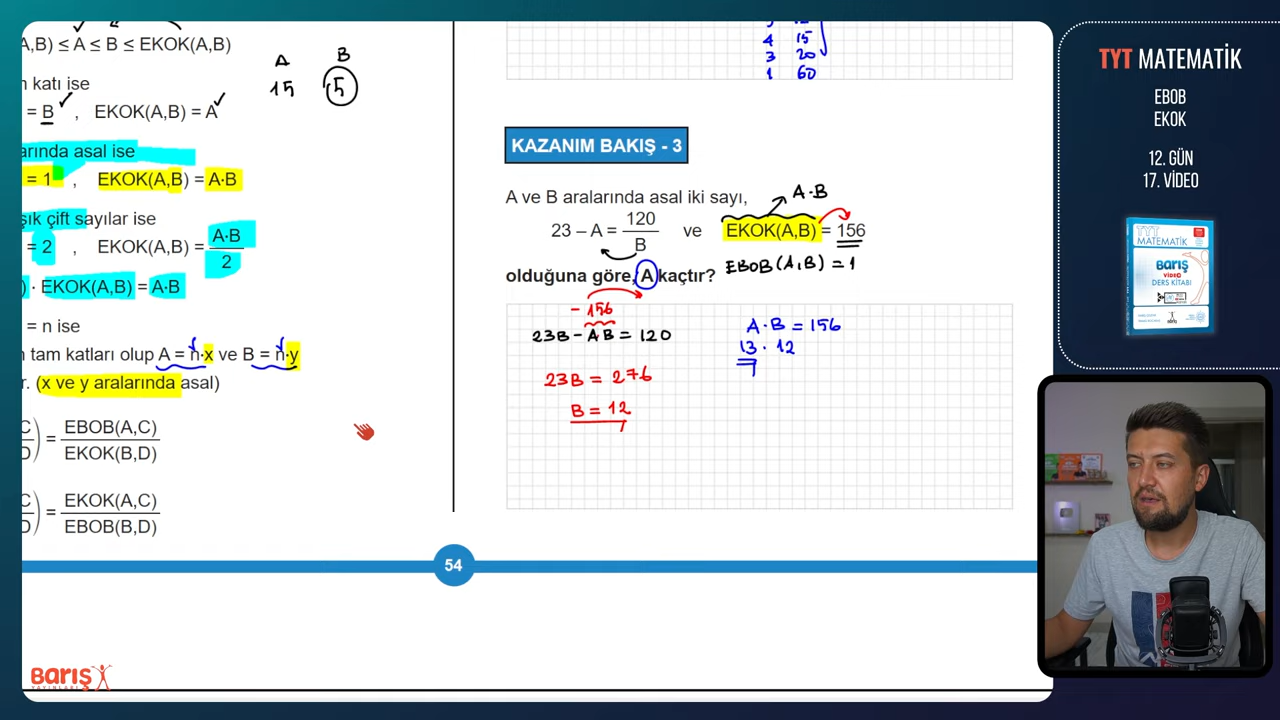 A,B) ≤ A ≤ B ≤ EKOK(A,B)
A B
15 5
n katı ise
= B , EKOK(A,B) = A
arında asal ise
= 1 , EKOK(A,B) = A·B
şık çift sayılar ise
= 2 , EKOK(A,B) = A·B / 2
) · EKOK(A,B) = A·B
= n ise
n tam katları olup A = n·x ve B = n·y
r. (x ve y aralarında asal)
C/D) = EBOB(A,C) / EKOK(B,D)
C/D) = EKOK(A,C) / EBOB(B,D)
4 15
3 20
1 60
KAZANIM BAKIŞ - 3
A ve B aralarında asal iki sayı,
A·B
23 – A = 120 / B ve EKOK(A,B) = 156
EBOB(A,B) = 1
olduğuna göre, A kaçtır?
- 156
23B - AB = 120
23B = 276
B = 12
A·B = 156
13 · 12
54
BARIŞ
YAYINLARI
TYT MATEMATİK
EBOB
EKOK
12. GÜN
17. VİDEO
TYT
MATEMATİK
BARIŞ
VİDEO
DERS KİTABI